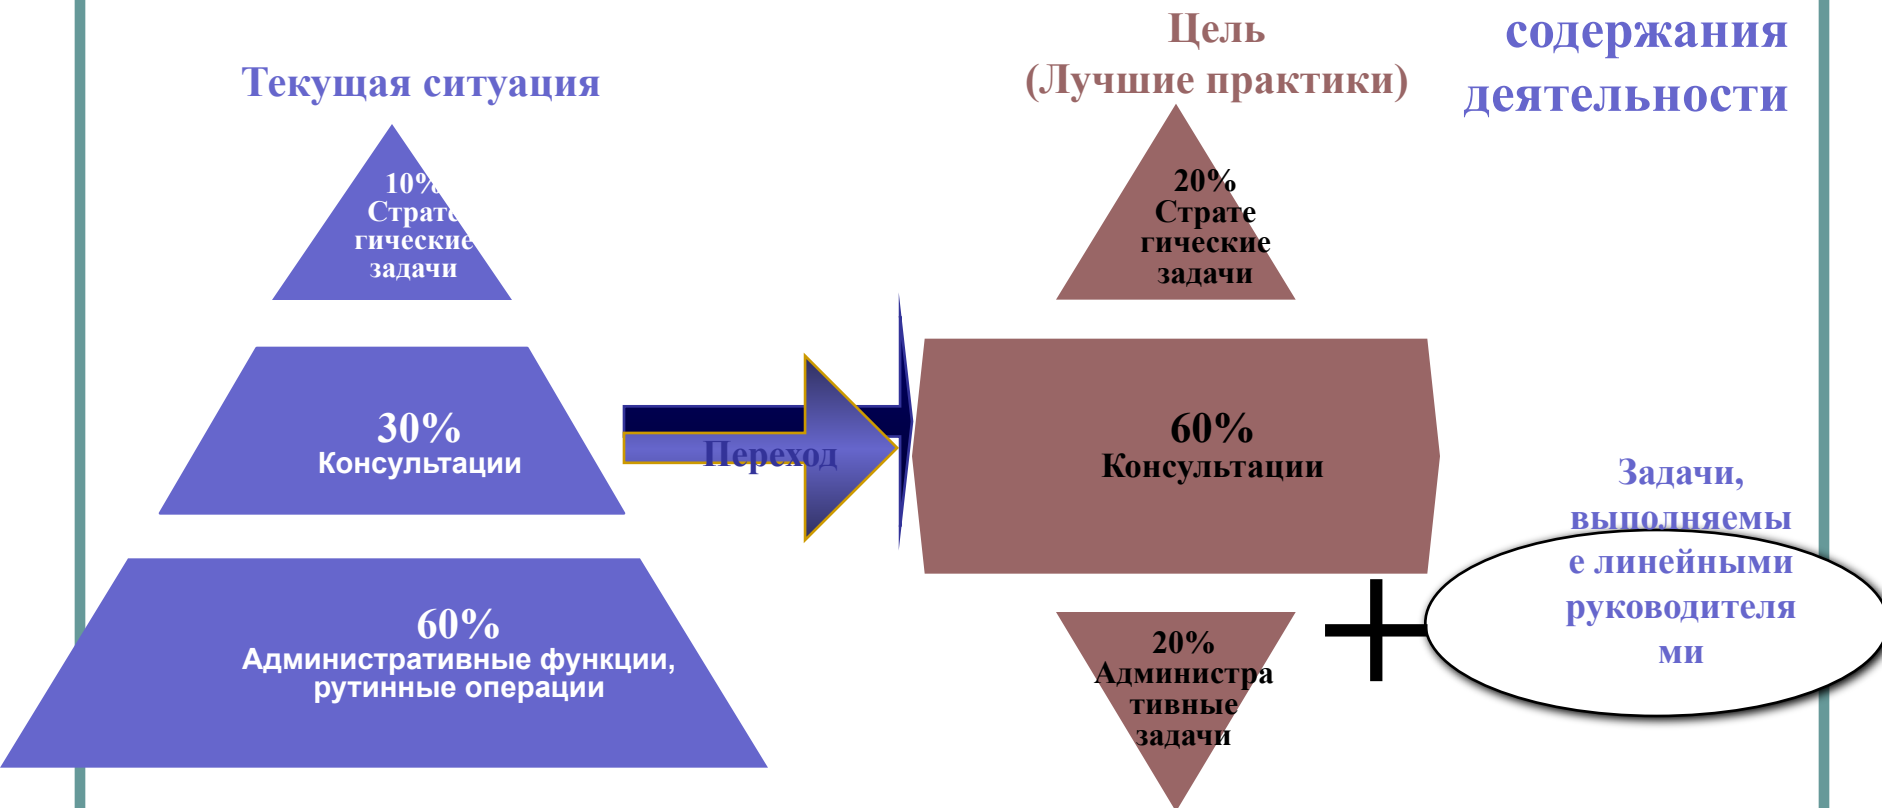 содержания
деятельности
Текущая ситуация
10%
Страте
гические
задачи
30%
Консультации
60%
Административные функции,
рутинные операции
Переход
Цель
(Лучшие практики)
20%
Страте
гические
задачи
60%
Консультации
20%
Администра
тивные
задачи
Задачи,
выполняемы
е линейными
руководителя
ми